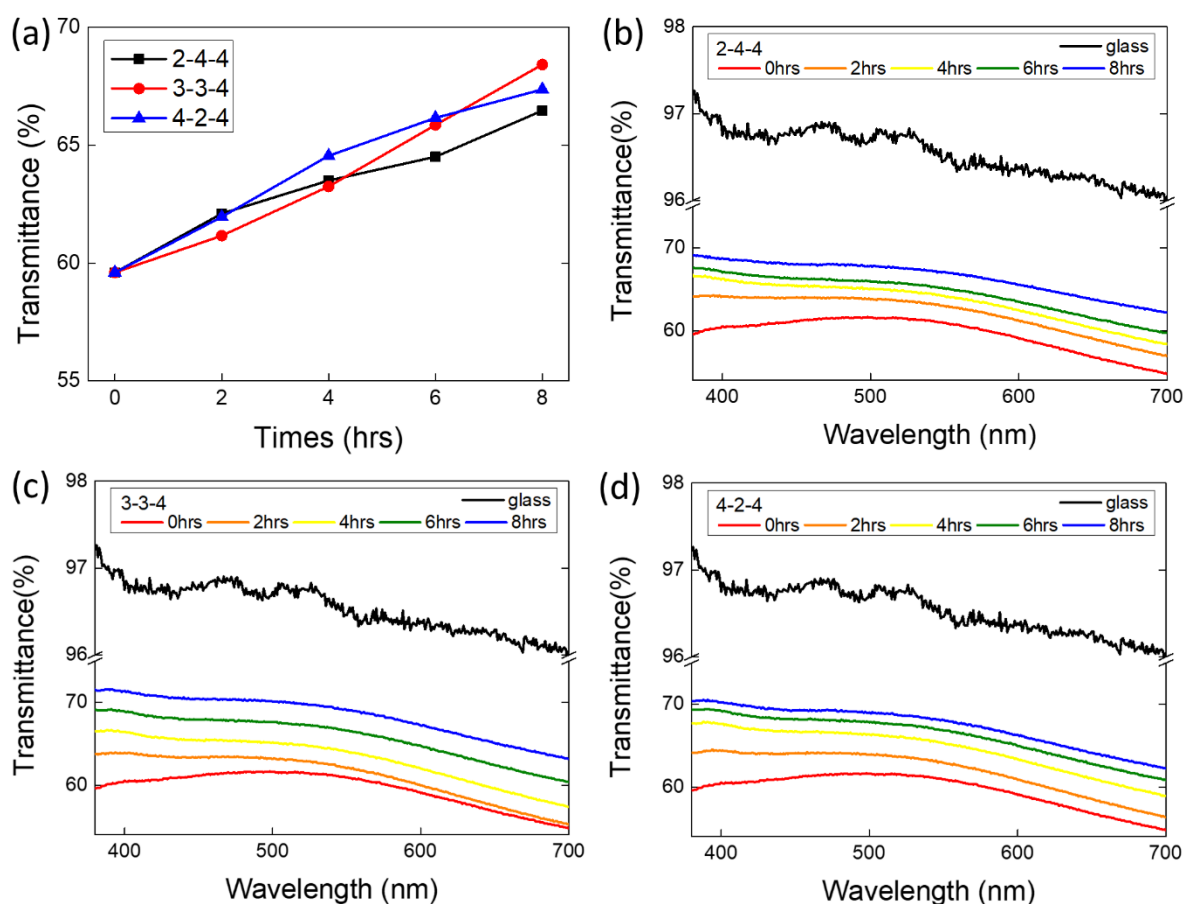 (a)
Transmittance (%)
70
65
60
55
2-4-4
3-3-4
4-2-4
0 2 4 6 8
Times (hrs)
(b)
Transmittance(%)
98
97
96
70
60
2-4-4 glass
0hrs 2hrs 4hrs 6hrs 8hrs
400 500 600 700
Wavelength (nm)
(c)
Transmittance(%)
98
97
96
70
60
3-3-4 glass
0hrs 2hrs 4hrs 6hrs 8hrs
400 500 600 700
Wavelength (nm)
(d)
Transmittance(%)
98
97
96
70
60
4-2-4 glass
0hrs 2hrs 4hrs 6hrs 8hrs
400 500 600 700
Wavelength (nm)